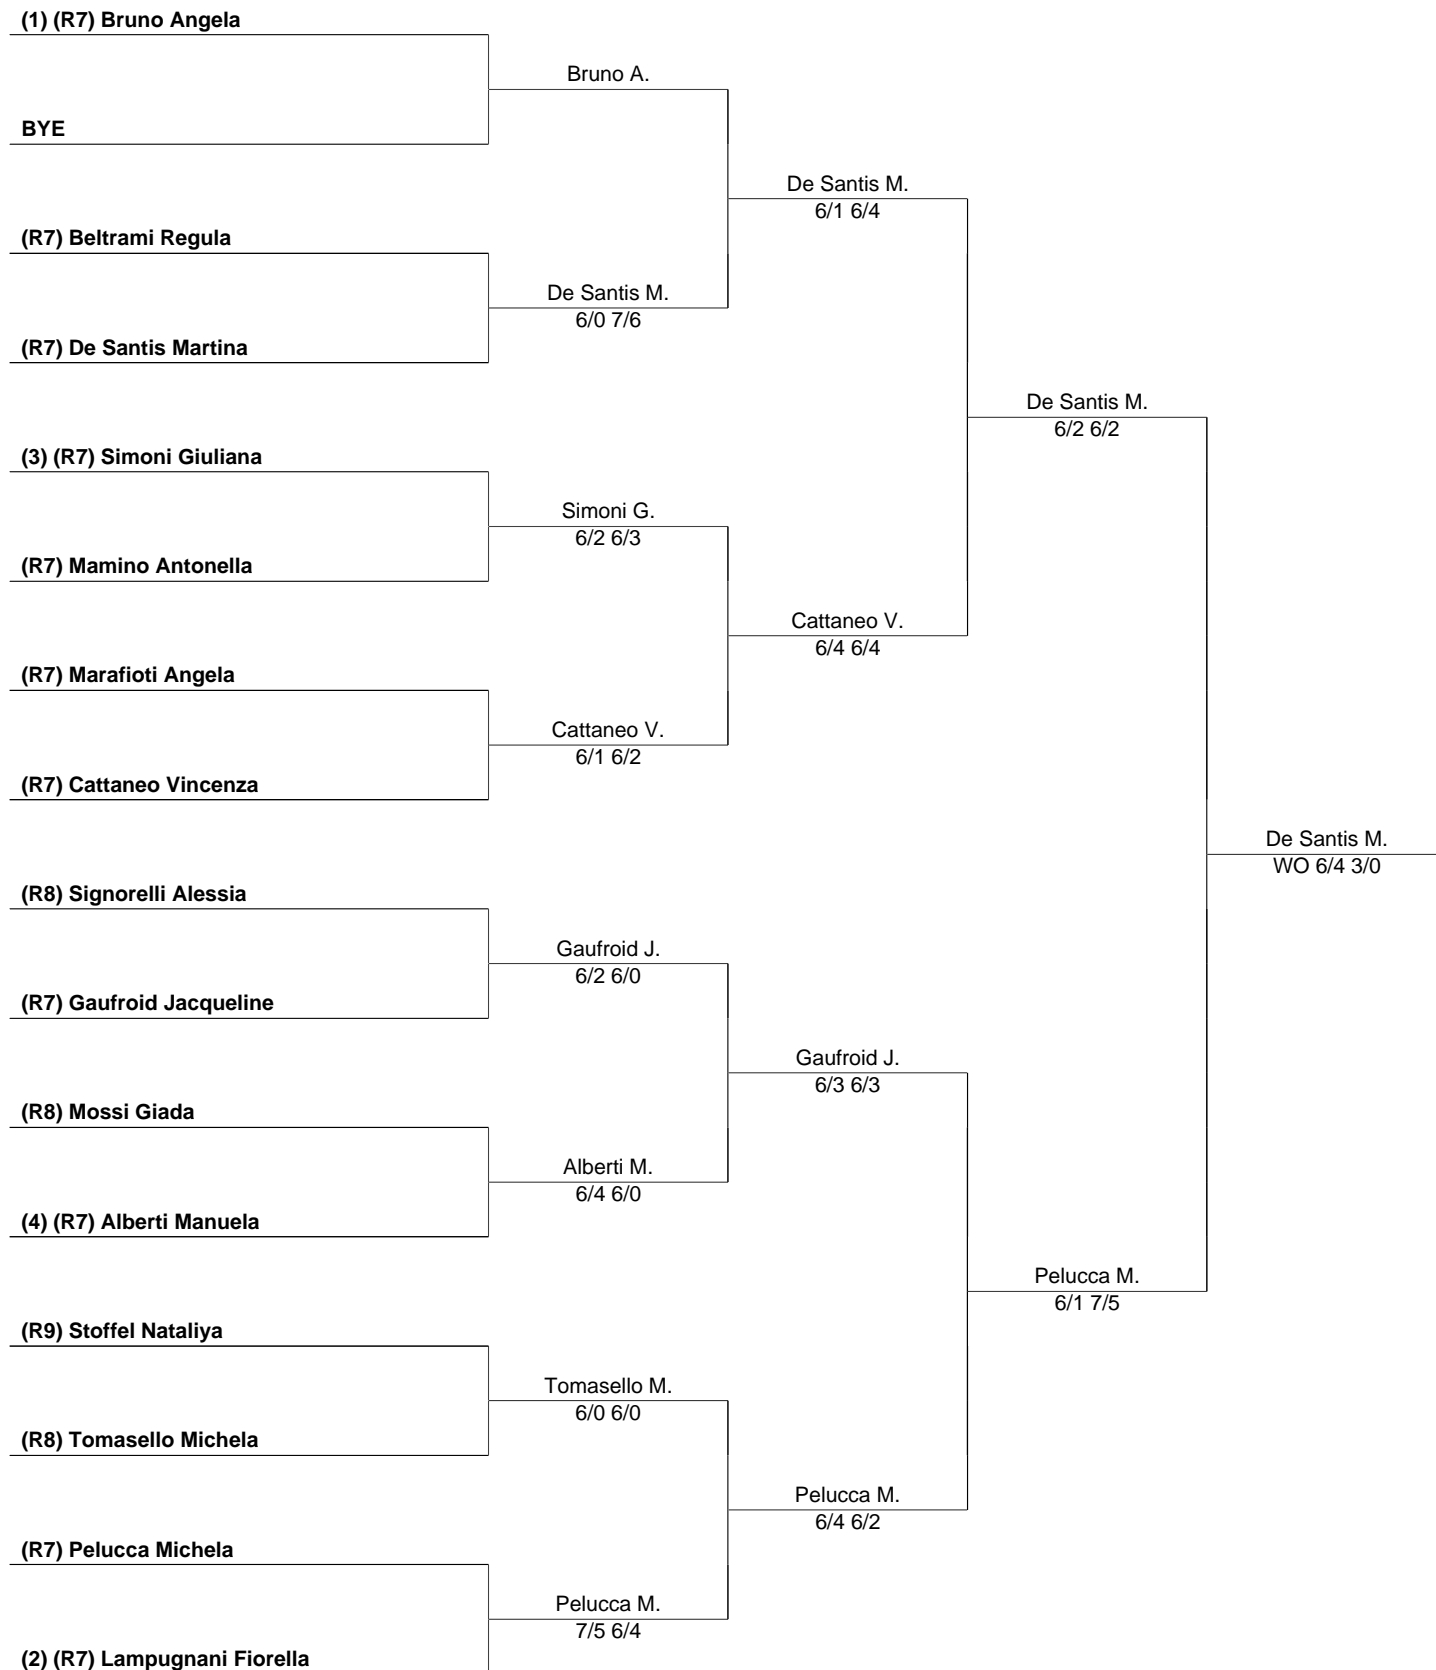 (1) (R7) Bruno Angela
Bruno A.
BYE
De Santis M.
6/1 6/4
(R7) Beltrami Regula
De Santis M.
6/0 7/6
(R7) De Santis Martina
De Santis M.
6/2 6/2
(3) (R7) Simoni Giuliana
Simoni G.
6/2 6/3
(R7) Mamino Antonella
Cattaneo V.
6/4 6/4
(R7) Marafioti Angela
Cattaneo V.
6/1 6/2
(R7) Cattaneo Vincenza
De Santis M.
WO 6/4 3/0
(R8) Signorelli Alessia
Gaufroid J.
6/2 6/0
(R7) Gaufroid Jacqueline
Gaufroid J.
6/3 6/3
(R8) Mossi Giada
Alberti M.
6/4 6/0
(4) (R7) Alberti Manuela
Pelucca M.
6/1 7/5
(R9) Stoffel Nataliya
Tomasello M.
6/0 6/0
(R8) Tomasello Michela
Pelucca M.
6/4 6/2
(R7) Pelucca Michela
Pelucca M.
7/5 6/4
(2) (R7) Lampugnani Fiorella